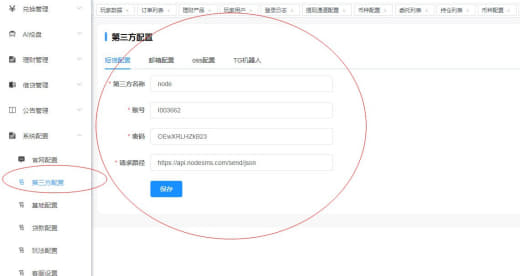 兑换管理
玩家数据 × 订单列表 × 理财产品 × 玩家用户 × 登录日志 × 提现通道配置 × 币种配置 × 委托列表 × 持仓列表 × 币种配置
AI操盘
理财管理
借贷管理
公告管理
系统配置
官网配置
第三方配置
基础配置
贷款配置
玩法配置
客服设置
第三方配置
短信配置 邮箱配置 oss配置 TG机器人
* 第三方名称 node
* 账号 I003662
* 密码 OEwXRLHZkB23
* 请求路径 https://api.nodesms.com/send/json
保存